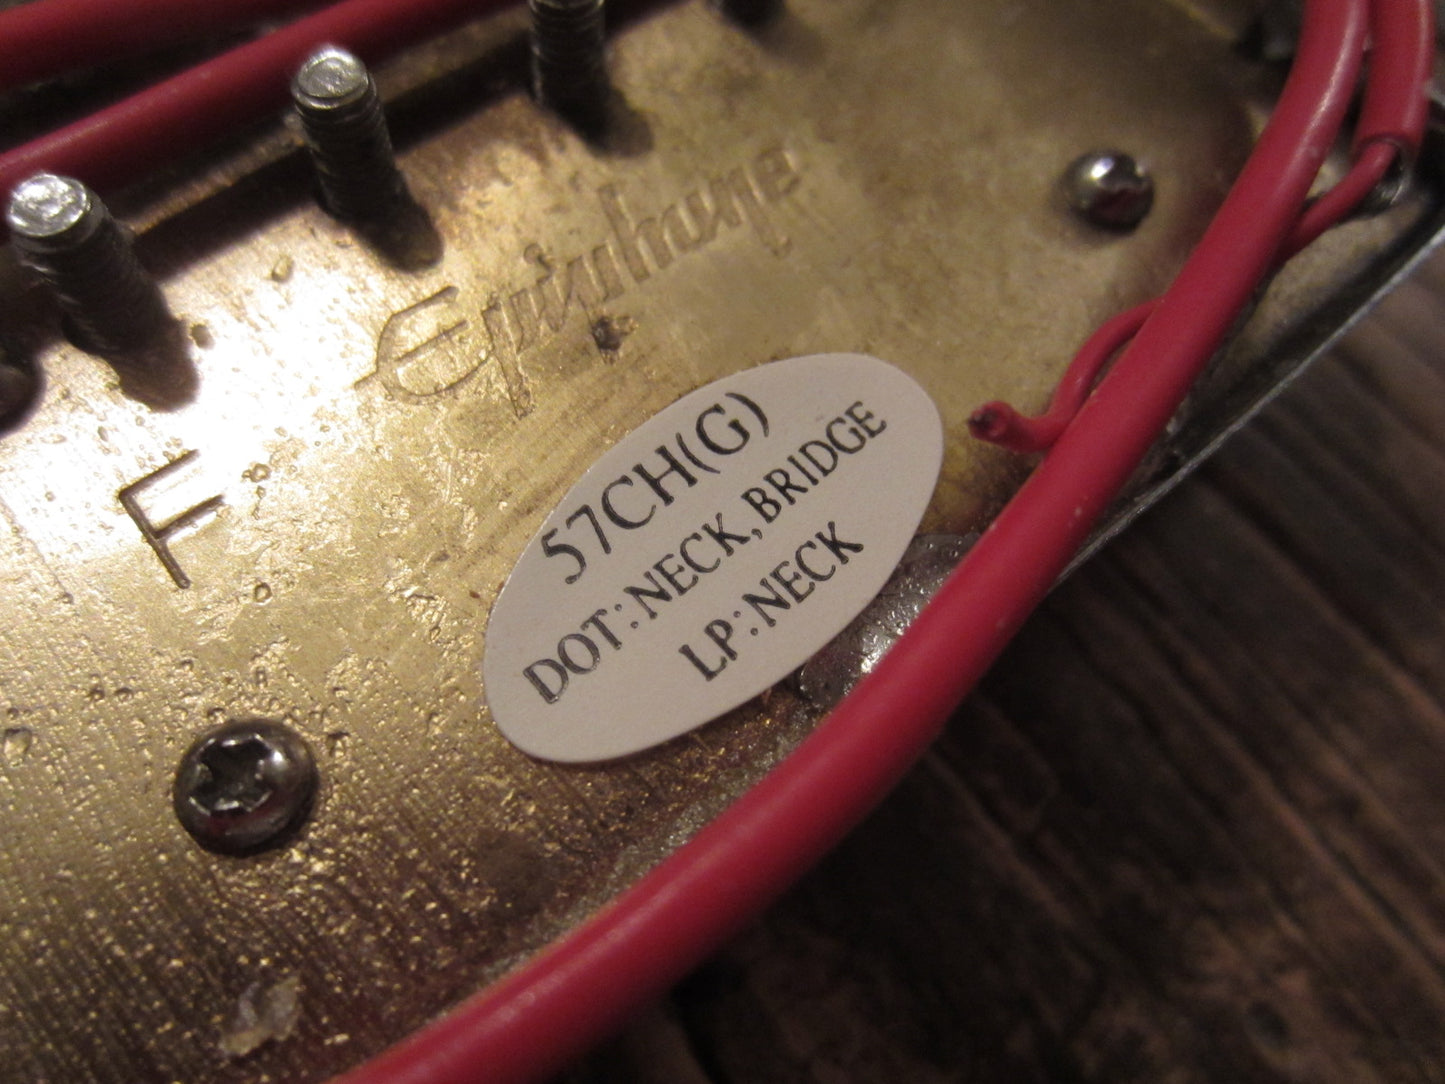 Epiphone
F
57CH(G)
DOT:NECK,BRIDGE
LP:NECK